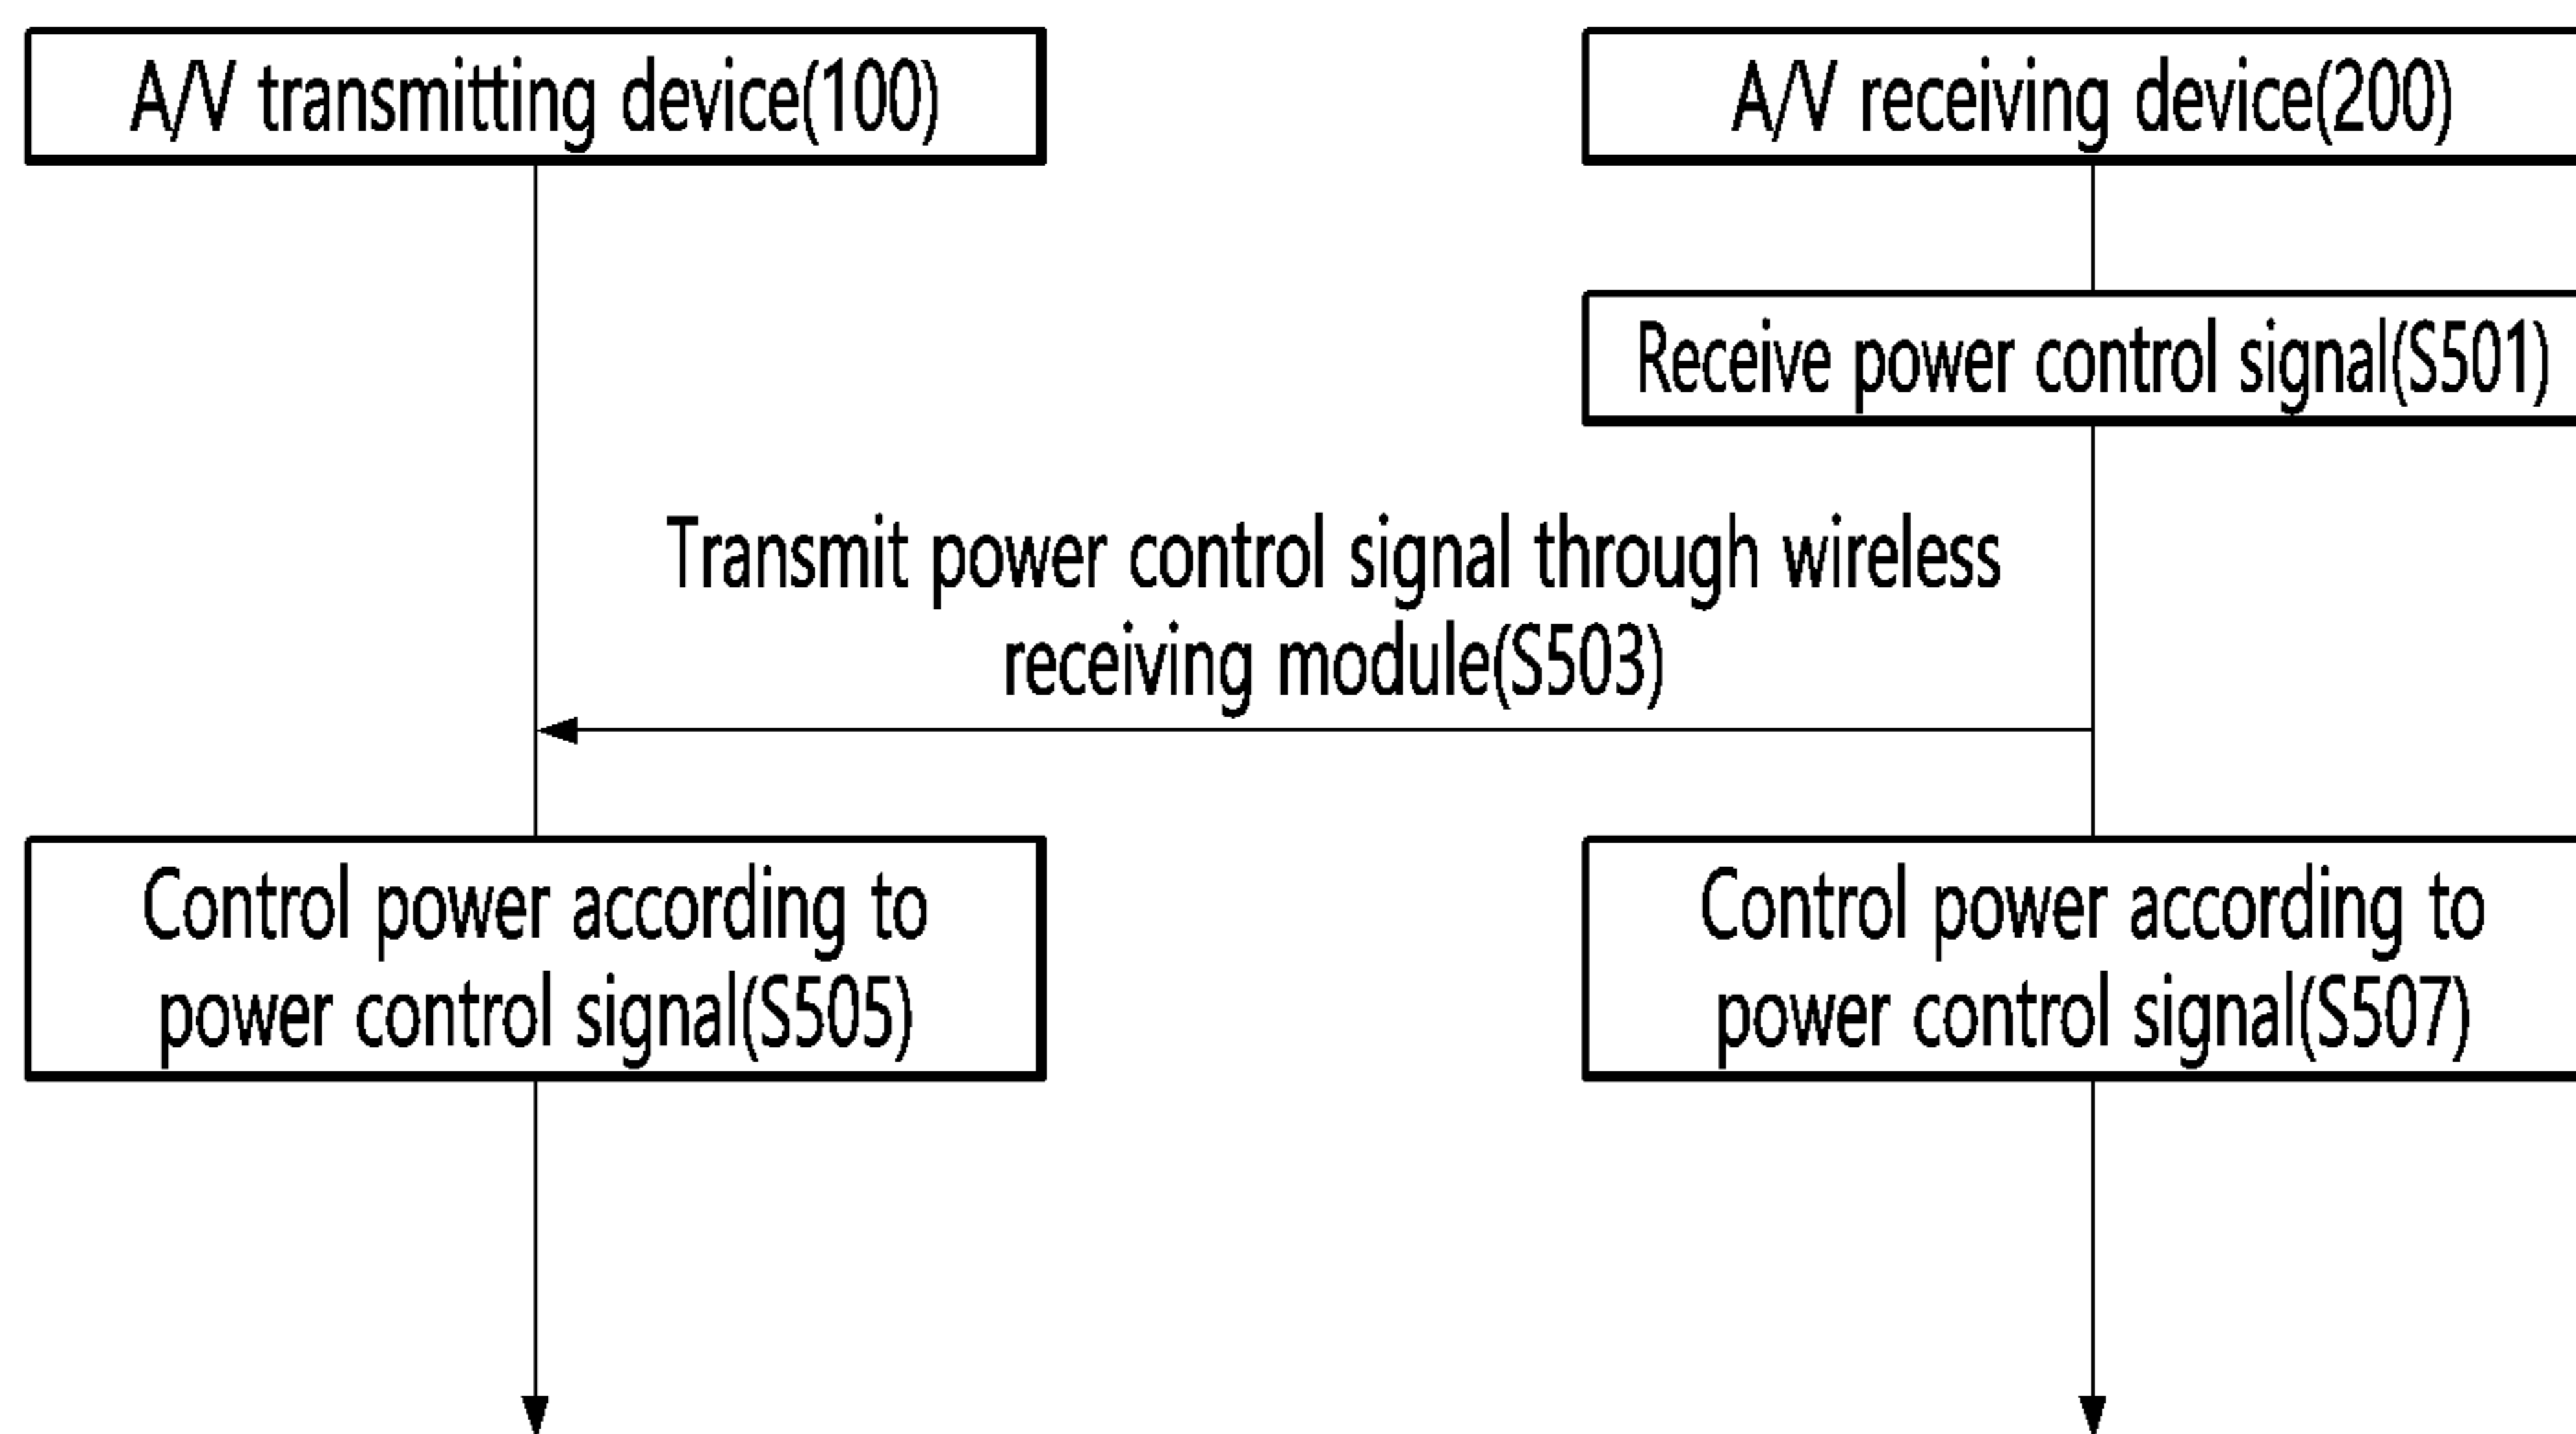 A/V transmitting device(100)
A/V receiving device(200)
Receive power control signal(S501)
Transmit power control signal through wireless
receiving module(S503)
Control power according to
power control signal(S505)
Control power according to
power control signal(S507)